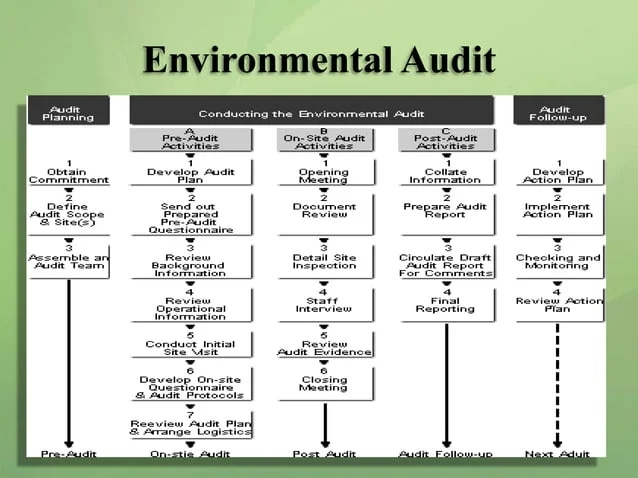 Environmental Audit
Audit
Planning
1
Obtain
Commitment
2
Define
Audit Scope
& Site(s)
3
Assemble an
Audit Team
Pre-Audit
Conducting the Environmental Audit
A
Pre-Audit
Activities
1
Develop Audit
Plan
2
Send out
Prepared
Pre-Audit
Questionnaire
3
Review
Background
Information
4
Review
Operational
Information
5
Conduct Initial
Site Visit
6
Develop On-site
Questionnaire
& Audit Protocols
7
Reeview Audit Plan
& Arrange Logistics
On-stie Audit
B
On-Site Audit
Activities
1
Opening
Meeting
2
Document
Review
3
Detail Site
Inspection
4
Staff
Interview
5
Review
Audit Evidence
6
Closing
Meeting
Post Audit
C
Post-Audit
Activities
1
Collate
Information
2
Prepare Audit
Report
3
Circulate Draft
Audit Report
For Comments
4
Final
Reporting
Audit Follow-up
Audit
Follow-up
1
Develop
Action Plan
2
Implement
Action Plan
3
Checking and
Monitoring
4
Review Action
Plan
Next Aduit